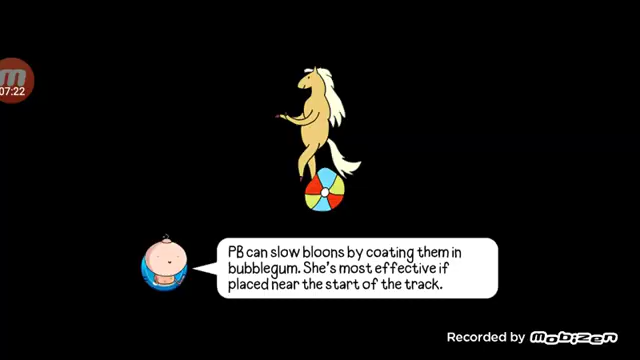 07:22
PB can slow bloons by coating them in
bubblegum. She's most effective if
placed near the start of the track.
Recorded by mobizen